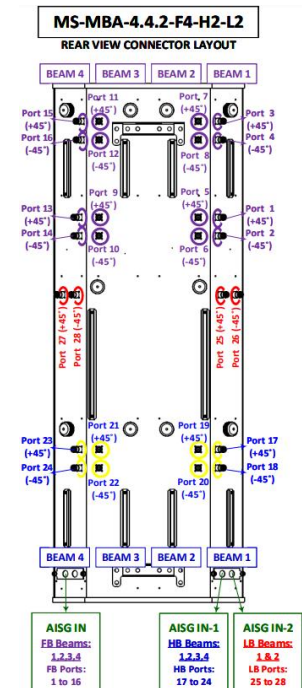 MS-MBA-4.4.2-F4-H2-L2
REAR VIEW CONNECTOR LAYOUT
BEAM 4 BEAM 3 BEAM 2 BEAM 1
Port 11 Port 7
Port 15 (+45˚) (+45˚) Port 3
(+45˚) (+45˚)
Port 16 Port 4
(-45˚) Port 12 Port 8 (-45˚)
(-45˚) (-45˚)
Port 9 Port 5
Port 13 (+45˚) (+45˚) Port 1
(+45˚) (+45˚)
Port 14 Port 2
(-45˚) Port 10 Port 6 (-45˚)
(-45˚) (-45˚)
Port 27 (+45˚)
Port 28 (-45˚)
Port 25 (+45˚)
Port 26 (-45˚)
Port 21 Port 19
Port 23 (+45˚) (+45˚) Port 17
(+45˚) (+45˚)
Port 24 Port 18
(-45˚) Port 22 Port 20 (-45˚)
(-45˚) (-45˚)
BEAM 4 BEAM 3 BEAM 2 BEAM 1
AISG IN AISG IN-1 AISG IN-2
FB Beams: HB Beams: LB Beams:
1,2,3,4 1,2,3,4 1 & 2
FB Ports: HB Ports: LB Ports:
1 to 16 17 to 24 25 to 28